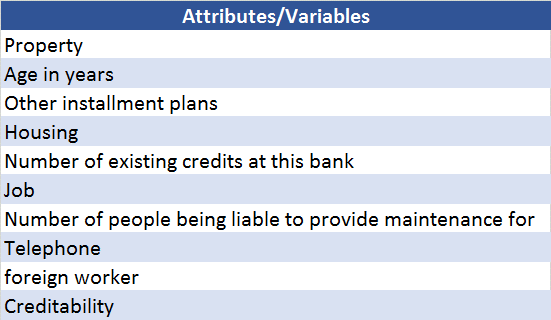 Attributes/Variables
Property
Age in years
Other installment plans
Housing
Number of existing credits at this bank
Job
Number of people being liable to provide maintenance for
Telephone
foreign worker
Creditability